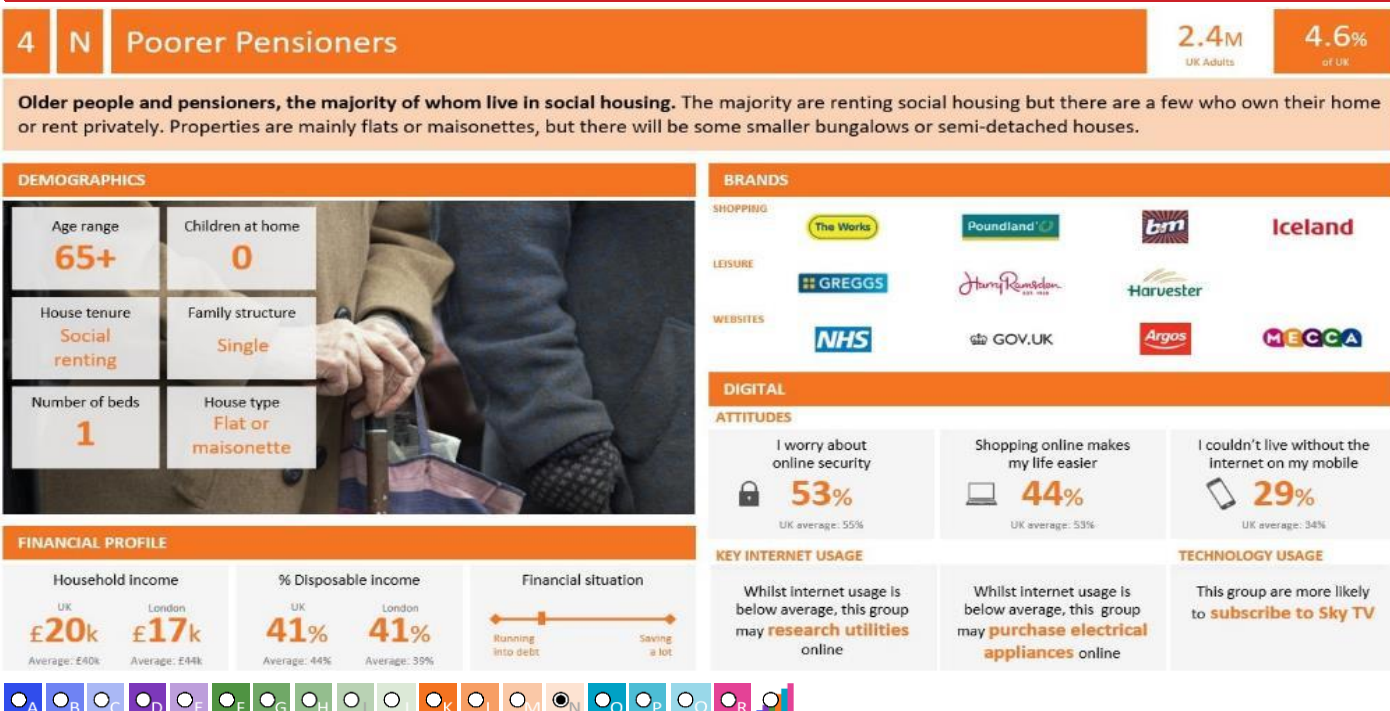 4 N Poorer Pensioners
2.4M
UK Adults
4.6%
of UK
Older people and pensioners, the majority of whom live in social housing. The majority are renting social housing but there are a few who own their home
or rent privately. Properties are mainly flats or maisonettes, but there will be some smaller bungalows or semi-detached houses.
DEMOGRAPHICS
Age range
65+
Children at home
0
House tenure
Social
renting
Family structure
Single
Number of beds
1
House type
Flat or
maisonette
FINANCIAL PROFILE
Household income
UK
£20k
Average: £40k
London
£17k
Average: £44k
% Disposable income
UK
41%
Average: 44%
London
41%
Average: 39%
Financial situation
Running
into debt
Saving
a lot
BRANDS
SHOPPING
The Works
Poundland
bm
Iceland
LEISURE
GREGGS
Harry Ramsden
EST. 1928
Harvester
WEBSITES
NHS
GOV.UK
Argos
MECCA
DIGITAL
ATTITUDES
I worry about
online security
53%
UK average: 55%
Shopping online makes
my life easier
44%
UK average: 53%
I couldn't live without the
internet on my mobile
29%
UK average: 34%
KEY INTERNET USAGE
Whilst internet usage is
below average, this group
may research utilities
online
Whilst internet usage is
below average, this group
may purchase electrical
appliances online
TECHNOLOGY USAGE
This group are more likely
to subscribe to Sky TV
A B C D E F G H I J K L M N O P Q R